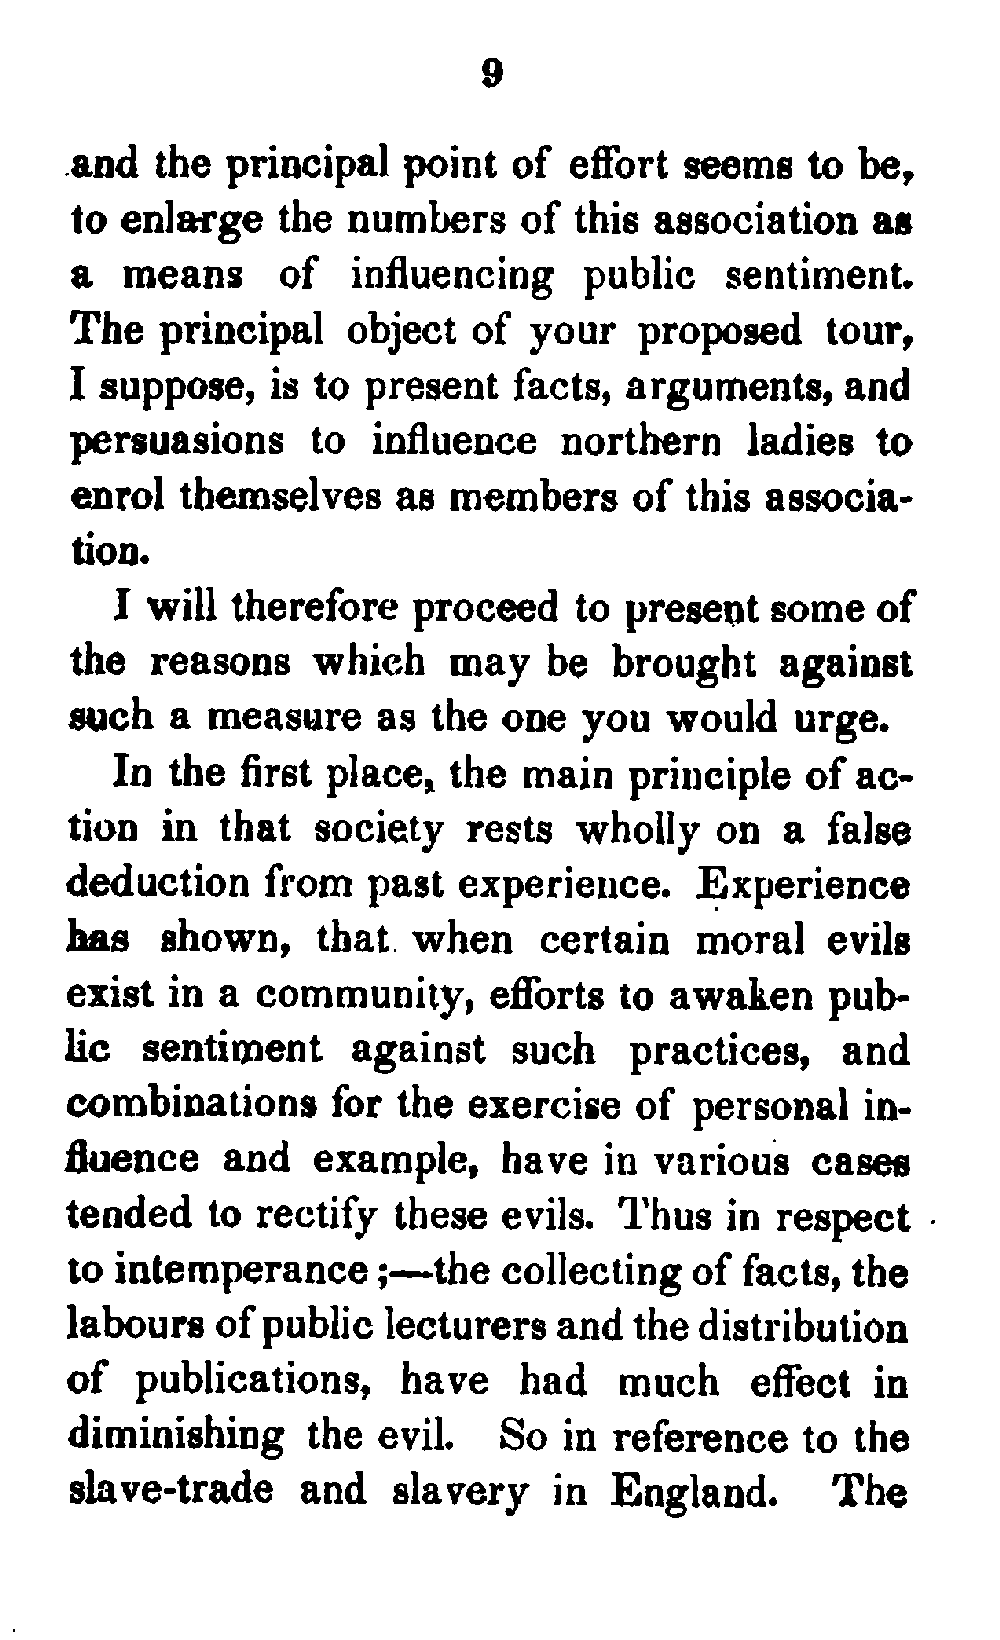 9
and the principal point of effort seems to be,
to enlarge the numbers of this association as
a means of influencing public sentiment.
The principal object of your proposed tour,
I suppose, is to present facts, arguments, and
persuasions to influence northern ladies to
enrol themselves as members of this associa-
tion.
I will therefore proceed to present some of
the reasons which may be brought against
such a measure as the one you would urge.
In the first place, the main principle of ac-
tion in that society rests wholly on a false
deduction from past experience. Experience
has shown, that when certain moral evils
exist in a community, efforts to awaken pub-
lic sentiment against such practices, and
combinations for the exercise of personal in-
fluence and example, have in various cases
tended to rectify these evils. Thus in respect
to intemperance ;—the collecting of facts, the
labours of public lecturers and the distribution
of publications, have had much effect in
diminishing the evil. So in reference to the
slave-trade and slavery in England. The